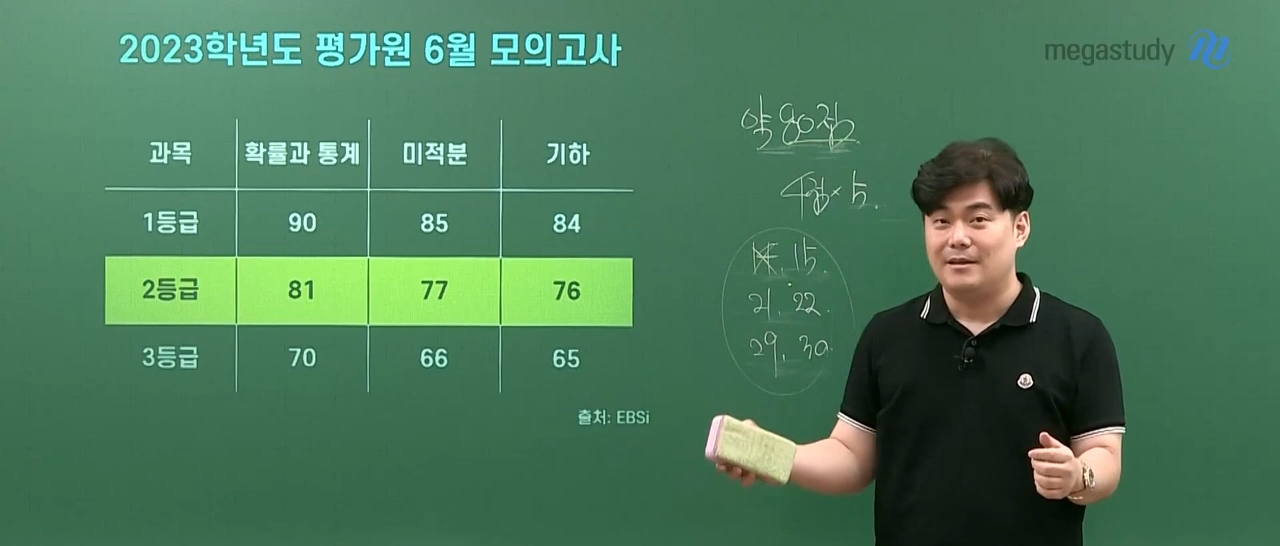 2023학년도 평가원 6월 모의고사
megastudy
과목 확률과 통계 미적분 기하
1등급 90 85 84
2등급 81 77 76
3등급 70 66 65
출처: EBSi
약 80점
4점× 5.
15.
21, 22.
29, 30